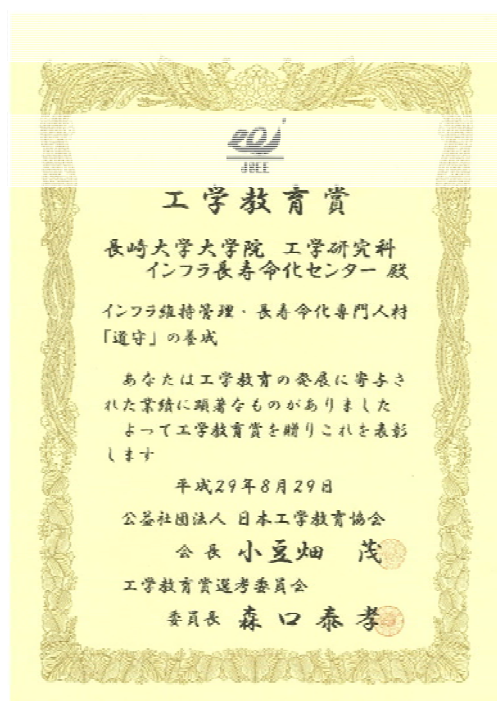 JSEE
工学教育賞
長崎大学大学院 工学研究科
インフラ長寿命化センター 殿
インフラ維持管理・長寿命化専門人材
「道守」の養成
あなたは工学教育の発展に寄与さ
れた業績に顕著なものがありました
よって工学教育賞を贈りこれを表彰
します
平成29年8月29日
公益社団法人 日本工学教育協会
会長 小豆畑 茂
工学教育賞選考委員会
委員長 森口泰孝